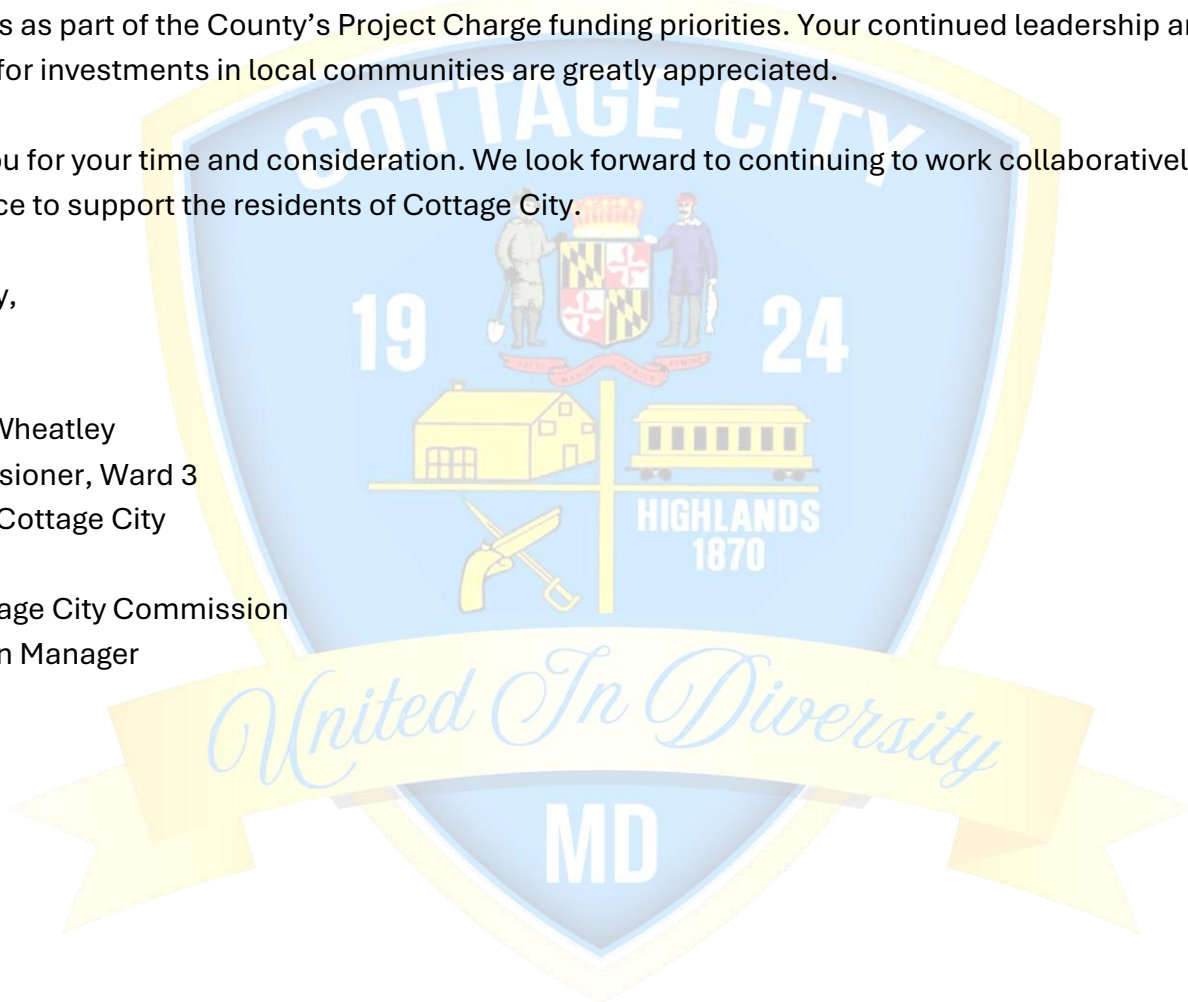 s as part of the County’s Project Charge funding priorities. Your continued leadership ar
for investments in local communities are greatly appreciated.
COTTAGE CITY
ou for your time and consideration. We look forward to continuing to work collaborativel
ce to support the residents of Cottage City.
y,
19 24
Wheatley
sioner, Ward 3
Cottage City
HIGHLANDS
1870
age City Commission
n Manager
United In Diversity
MD